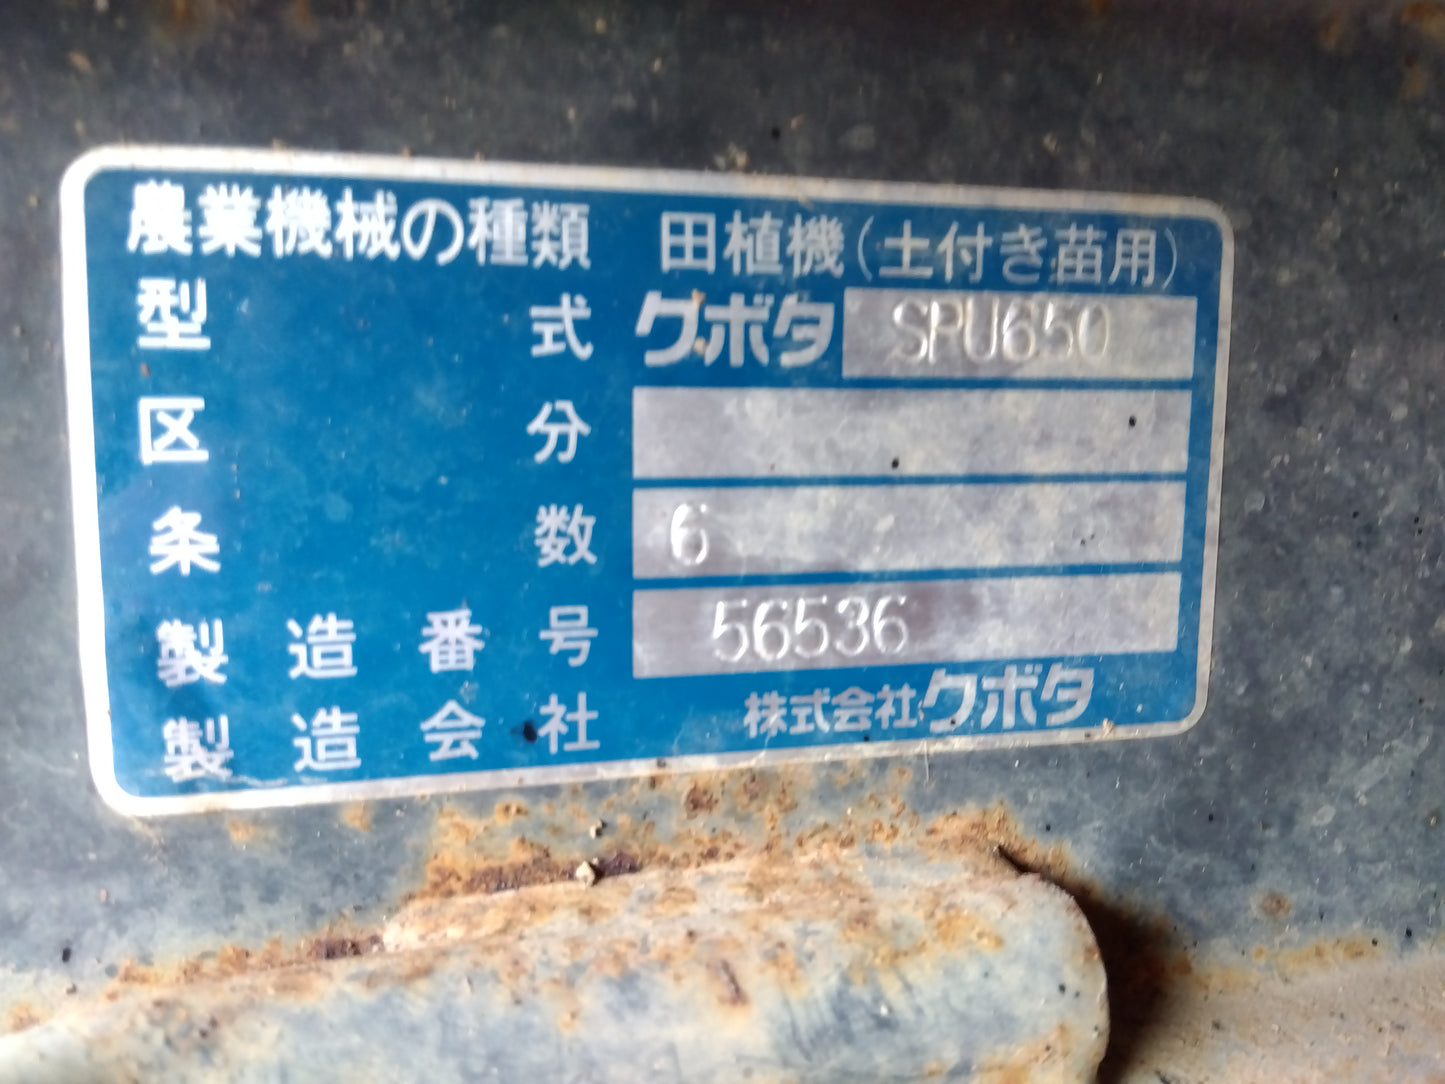 農業機械の種類 田植機(土付き苗用)
型式 クボタ SPU650
区分
条数 6
製造番号 56536
製造会社 株式会社クボタ